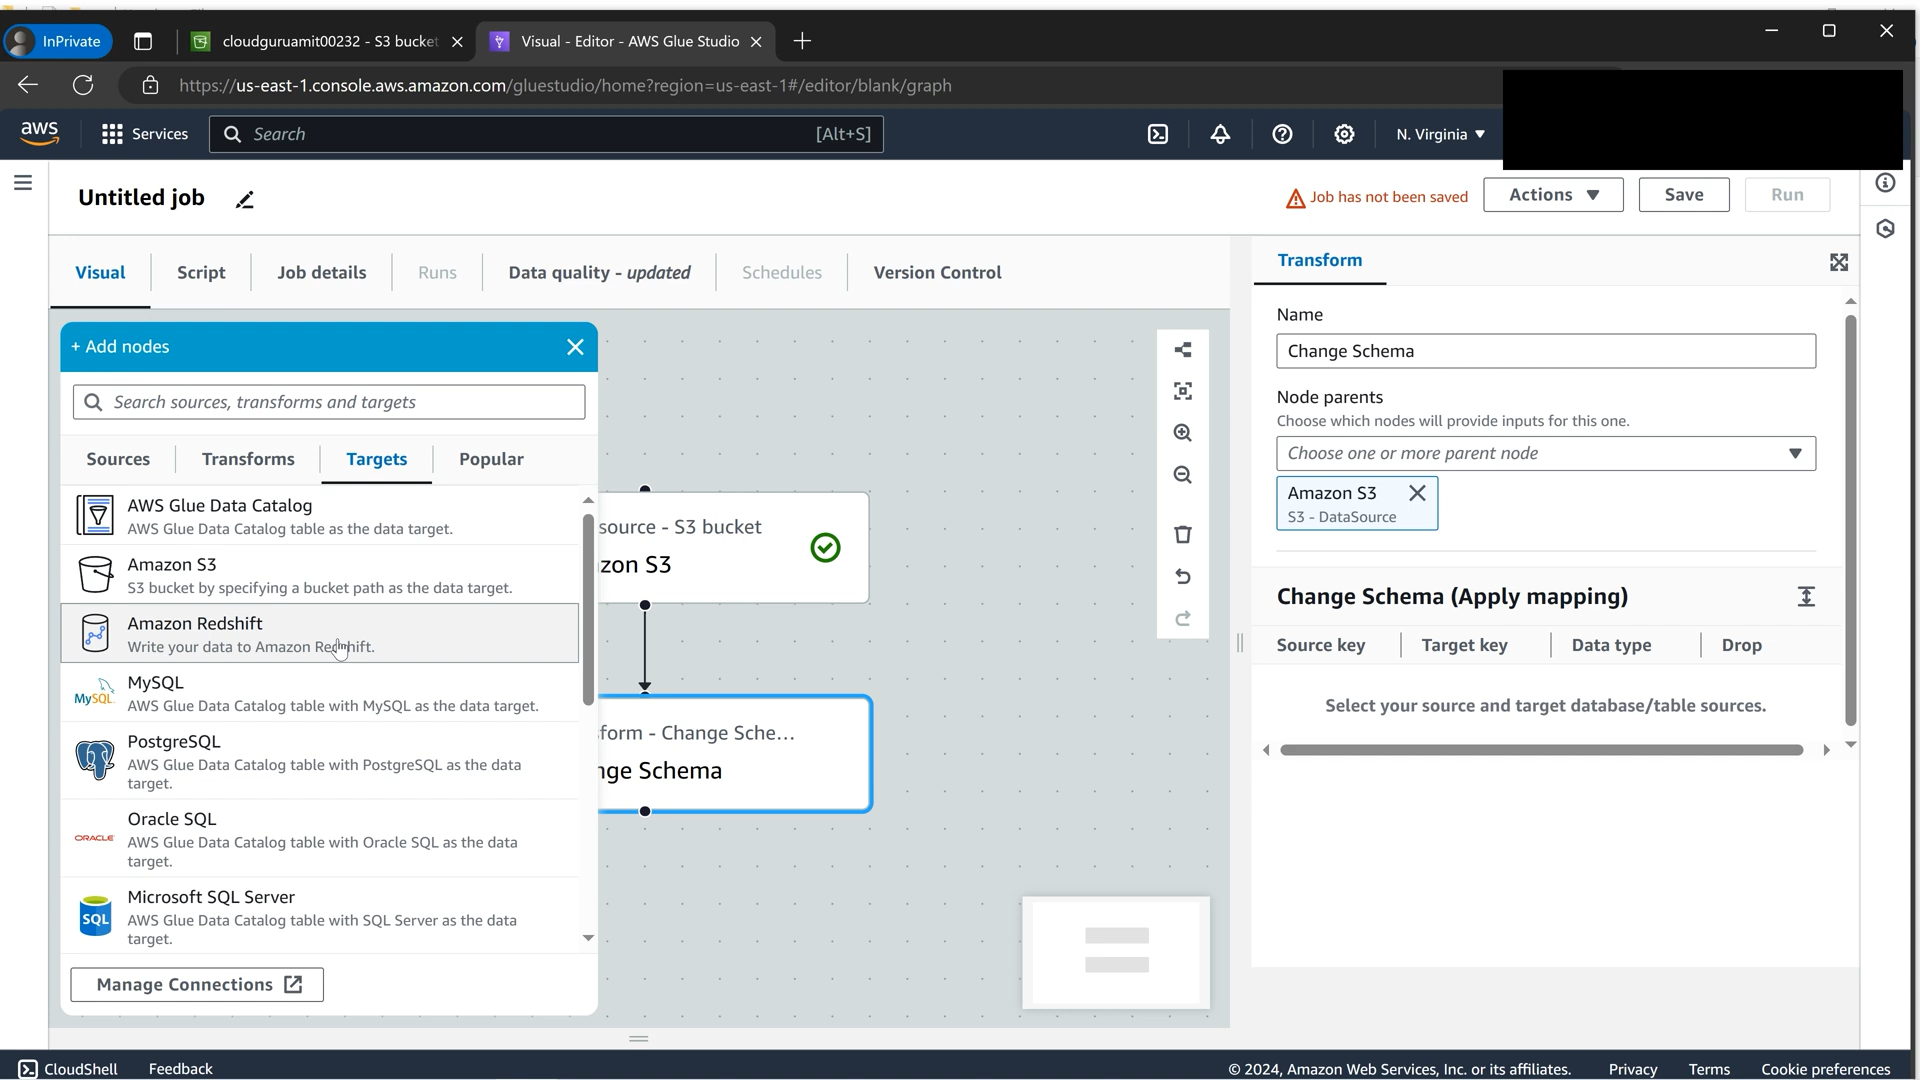 InPrivate
cloudguruamit00232 - S3 bucket
Visual - Editor - AWS Glue Studio
https://us-east-1.console.aws.amazon.com/gluestudio/home?region=us-east-1#/editor/blank/graph
aws
Services
Search
[Alt+S]
N. Virginia
Untitled job
Job has not been saved
Actions
Save
Run
Visual
Script
Job details
Runs
Data quality - updated
Schedules
Version Control
+ Add nodes
Search sources, transforms and targets
Sources
Transforms
Targets
Popular
AWS Glue Data Catalog
AWS Glue Data Catalog table as the data target.
Amazon S3
S3 bucket by specifying a bucket path as the data target.
Amazon Redshift
Write your data to Amazon Redshift.
MySQL
MySQL
AWS Glue Data Catalog table with MySQL as the data target.
PostgreSQL
AWS Glue Data Catalog table with PostgreSQL as the data
target.
ORACLE
Oracle SQL
AWS Glue Data Catalog table with Oracle SQL as the data
target.
SQL
Microsoft SQL Server
AWS Glue Data Catalog table with SQL Server as the data
target.
Manage Connections
source - S3 bucket
zon S3
form - Change Sche...
nge Schema
Transform
Name
Change Schema
Node parents
Choose which nodes will provide inputs for this one.
Choose one or more parent node
Amazon S3
S3 - DataSource
Change Schema (Apply mapping)
Source key
Target key
Data type
Drop
Select your source and target database/table sources.
CloudShell
Feedback
© 2024, Amazon Web Services, Inc. or its affiliates.
Privacy
Terms
Cookie preferences